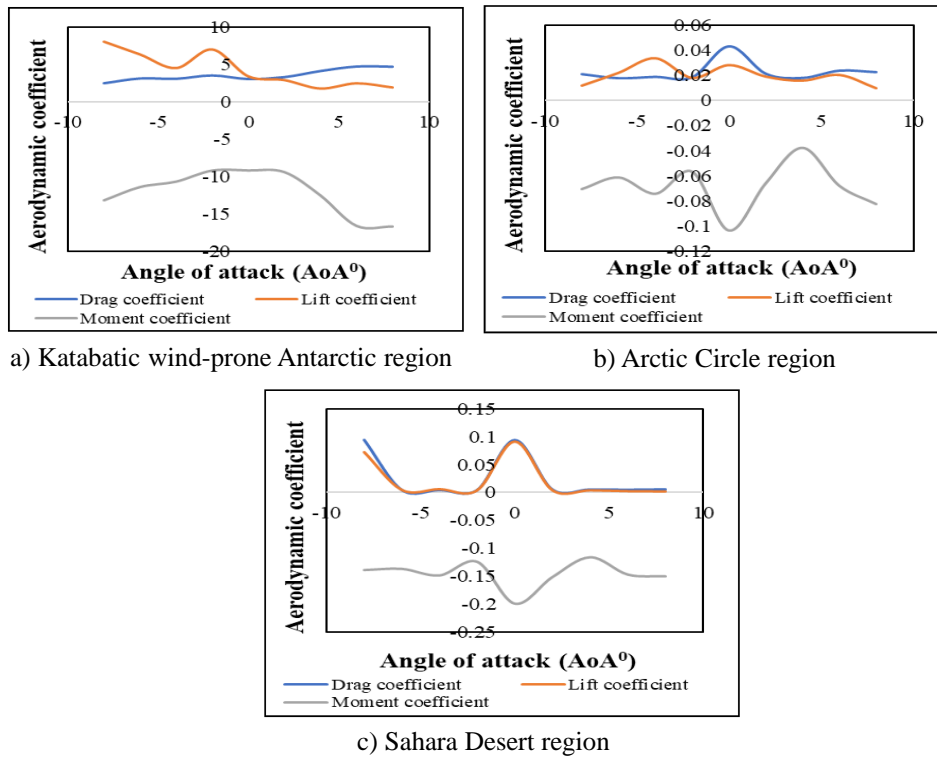 10
5
0
-10
-5
0
5
10
-5
-10
-15
-20
Aerodynamic coefficient
Angle of attack (AoA⁰)
Drag coefficient
Lift coefficient
Moment coefficient
a) Katabatic wind-prone Antarctic region
0.06
0.04
0.02
0
-10
-5
0
5
10
-0.02
-0.04
-0.06
-0.08
-0.1
-0.12
Aerodynamic coefficient
Angle of attack (AoA⁰)
Drag coefficient
Lift coefficient
Moment coefficient
b) Arctic Circle region
0.15
0.1
0.05
0
-10
-5
0
5
10
-0.05
-0.1
-0.15
-0.2
-0.25
Aerodynamic coefficient
Angle of attack (AoA⁰)
Drag coefficient
Lift coefficient
Moment coefficient
c) Sahara Desert region